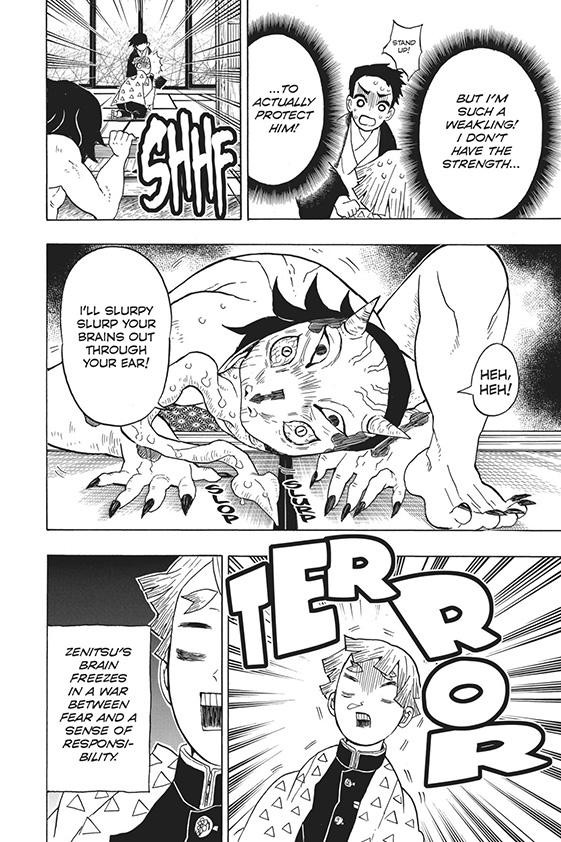 STAND
UP!
BUT I'M
SUCH A
WEAKLING!
I DON'T
HAVE THE
STRENGTH...
...TO
ACTUALLY
PROTECT
HIM!
SHHF
HEH,
HEH!
I'LL SLURPY
SLURP YOUR
BRAINS OUT
THROUGH
YOUR EAR!
SLOP
TERROR
ZENITSU'S
BRAIN
FREEZES
IN A WAR
BETWEEN
FEAR AND A
SENSE OF
RESPONSI-
BILITY.